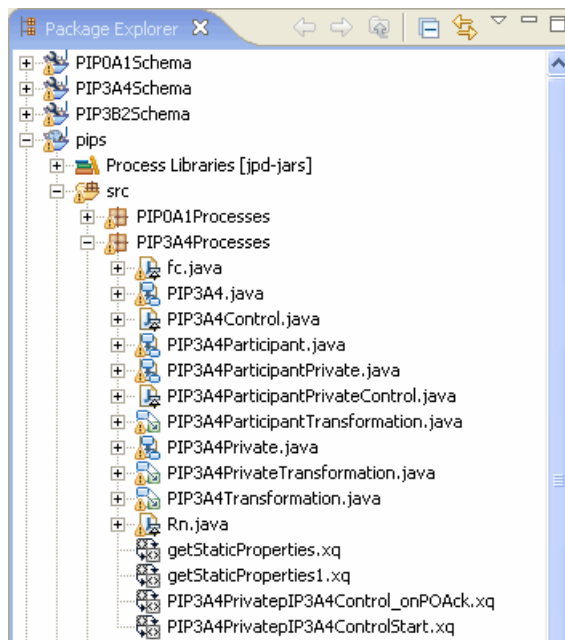 Package Explorer
PIP0A1Schema
PIP3A4Schema
PIP3B2Schema
pips
Process Libraries [jpd-jars]
src
PIP0A1Processes
PIP3A4Processes
fc.java
PIP3A4.java
PIP3A4Control.java
PIP3A4Participant.java
PIP3A4ParticipantPrivate.java
PIP3A4ParticipantPrivateControl.java
PIP3A4ParticipantTransformation.java
PIP3A4Private.java
PIP3A4PrivateTransformation.java
PIP3A4Transformation.java
Rn.java
getStaticProperties.xq
getStaticProperties1.xq
PIP3A4PrivatepIP3A4Control_onPOAck.xq
PIP3A4PrivatepIP3A4ControlStart.xq